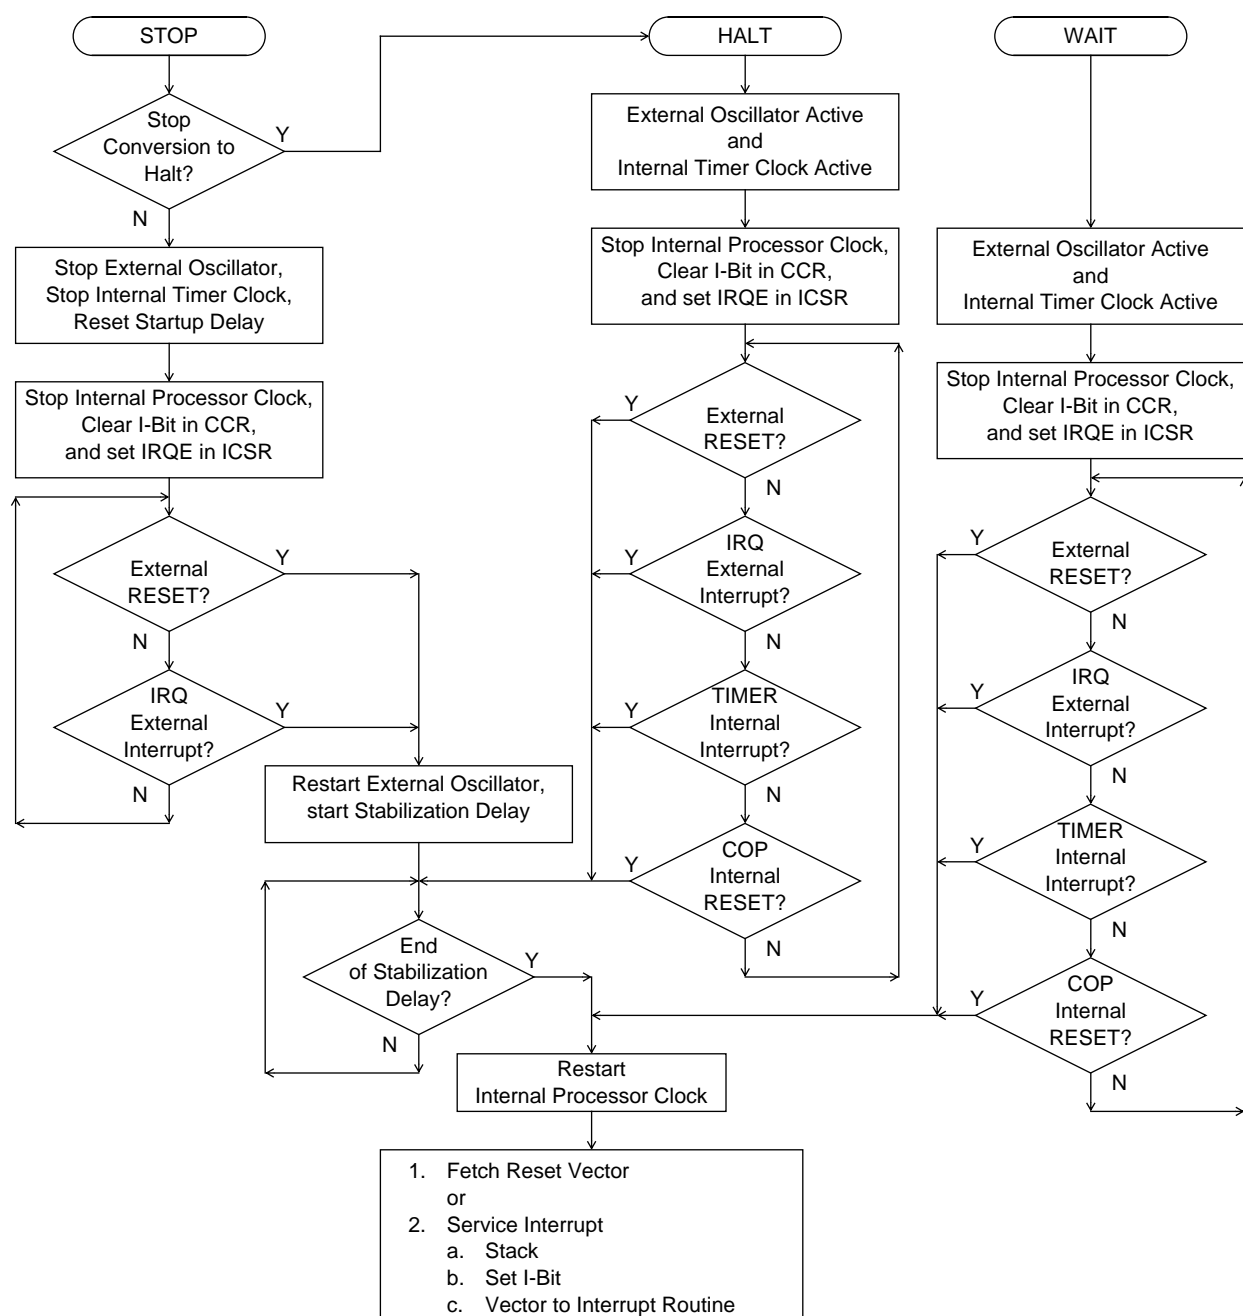 STOP
Stop
Conversion to
Halt?
Y
N
Stop External Oscillator,
Stop Internal Timer Clock,
Reset Startup Delay
Stop Internal Processor Clock,
Clear I-Bit in CCR,
and set IRQE in ICSR
External
RESET?
Y
N
IRQ
External
Interrupt?
Y
N
Restart External Oscillator,
start Stabilization Delay
End
of Stabilization
Delay?
Y
N
HALT
External Oscillator Active
and
Internal Timer Clock Active
Stop Internal Processor Clock,
Clear I-Bit in CCR,
and set IRQE in ICSR
Y
External
RESET?
N
IRQ
External
Interrupt?
Y
N
TIMER
Internal
Interrupt?
Y
N
COP
Internal
RESET?
Y
N
WAIT
External Oscillator Active
and
Internal Timer Clock Active
Stop Internal Processor Clock,
Clear I-Bit in CCR,
and set IRQE in ICSR
Y
External
RESET?
N
IRQ
External
Interrupt?
Y
N
TIMER
Internal
Interrupt?
Y
N
COP
Internal
RESET?
Y
N
Restart
Internal Processor Clock
1. Fetch Reset Vector
or
2. Service Interrupt
a. Stack
b. Set I-Bit
c. Vector to Interrupt Routine